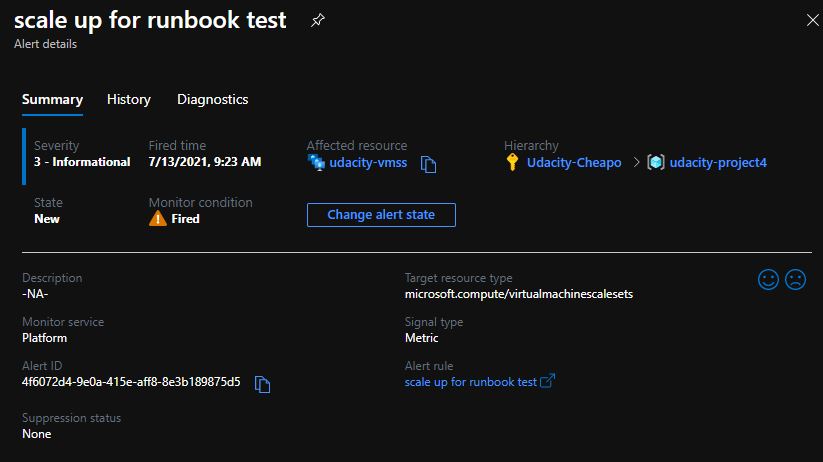 scale up for runbook test
Alert details
Summary History Diagnostics
Severity Fired time Affected resource Hierarchy
3 - Informational 7/13/2021, 9:23 AM udacity-vmss Udacity-Cheapo > udacity-project4
State Monitor condition
New Fired Change alert state
Description Target resource type
-NA- microsoft.compute/virtualmachinescalesets
Monitor service Signal type
Platform Metric
Alert ID Alert rule
4f6072d4-9e0a-415e-aff8-8e3b189875d5 scale up for runbook test
Suppression status
None